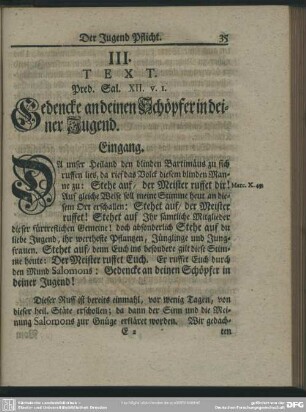 Der Jugend Pflicht. 35
III.
TEXT.
Pred. Sal. XII. v. 1.
Gedencke an deinen Schöpfer in dei-
ner Jugend.
Eingang.
DA unser Heiland den blinden Bartimäus zu sich
ruffen lies, da rief das Volck diesem blinden Man-
ne zu: Stehe auf/ der Meister ruffet dir! Marc. X. 49
Auf gleiche Weise soll meine Stimme heut an die-
sem Ort erschallen: Stehet auf/ der Meister
ruffet! Stehet auf Ihr sämtliche Mitglieder
dieser fürtreflichen Gemeine! doch absonderlich Stehe auf du
liebe Jugend, ihr wertheste Pflantzen, Jünglinge und Jung-
frauen. Stehet auf! denn Euch ins besonder gilt diese Stim-
me heute: Der Meister ruffet Euch. Er ruffet Euch durch
den Mund Salomons: Gedencke an deinen Schöpfer in
deiner Jugend!
Dieser Ruff ist bereits einmahl, vor wenig Tagen, von
dieser heil. Stäte erschollen; da dann der Sinn und die Mei-
nung Salomons zur Gnüge erkläret worden. Wir gedach-
E 2 ten